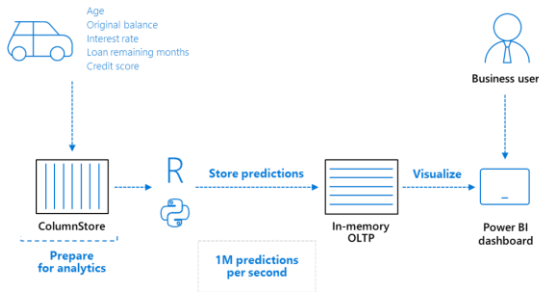 Age
Original balance
Interest rate
Loan remaining months
Credit score
Business user
R
Store predictions
Visualize
ColumnStore
In-memory
OLTP
Power BI
dashboard
Prepare
for analytics
1M predictions
per second